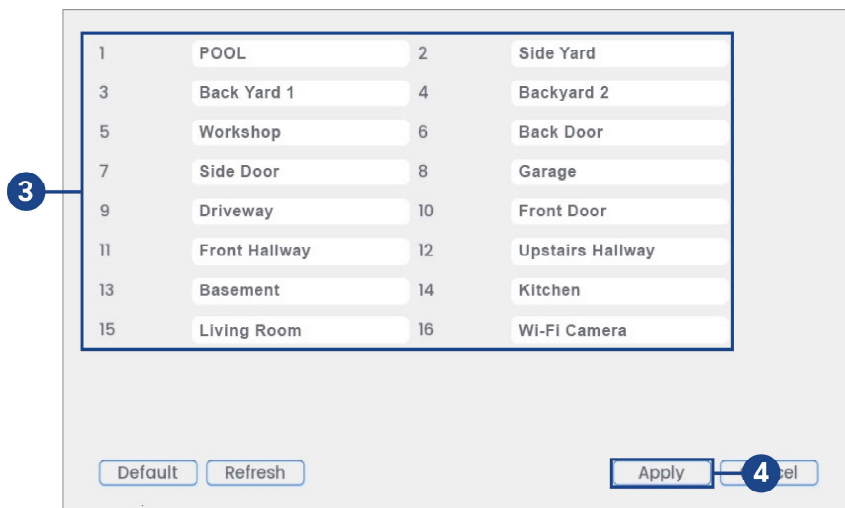 1 POOL 2 Side Yard
3 Back Yard 1 4 Backyard 2
5 Workshop 6 Back Door
7 Side Door 8 Garage
3
9 Driveway 10 Front Door
11 Front Hallway 12 Upstairs Hallway
13 Basement 14 Kitchen
15 Living Room 16 Wi-Fi Camera
Default Refresh Apply 4 cel